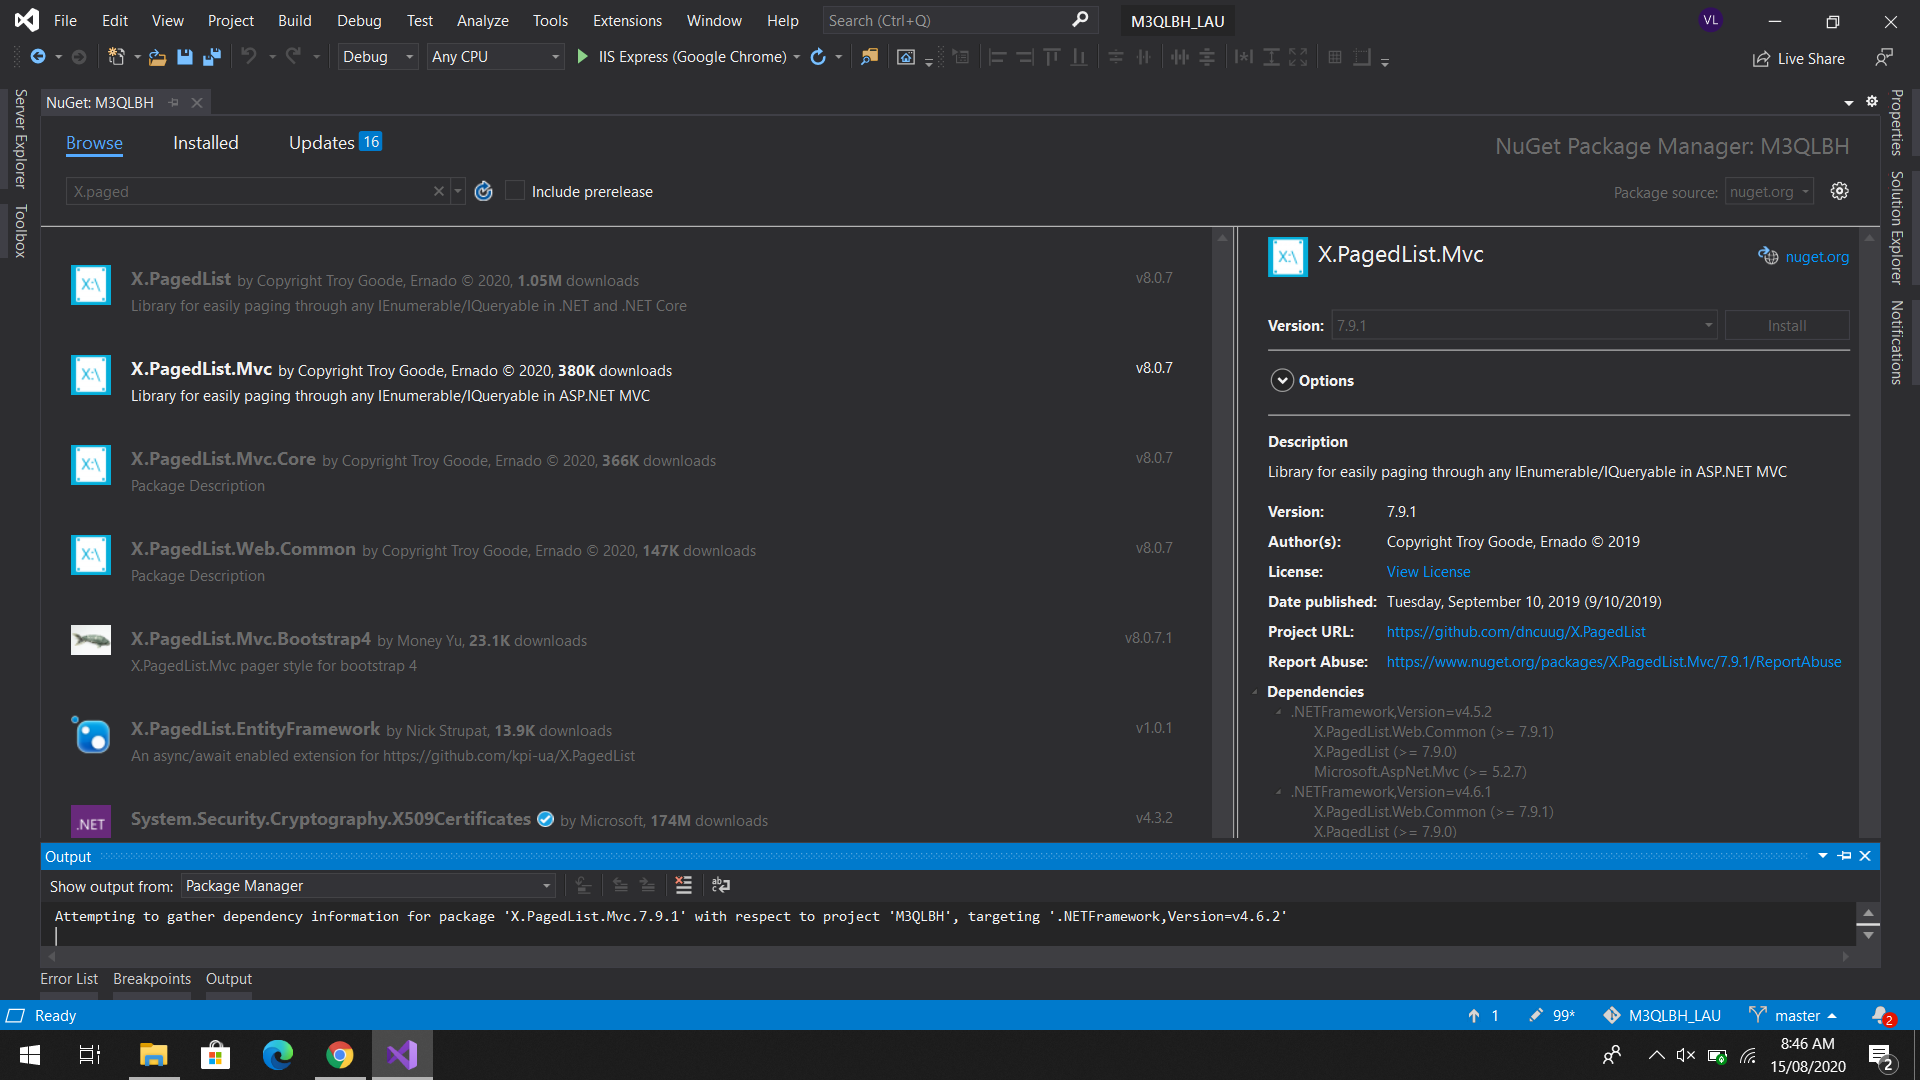 File Edit View Project Build Debug Test Analyze Tools Extensions Window Help Search (Ctrl+Q) M3QLBH_LAU VL
Debug Any CPU IIS Express (Google Chrome) Live Share
Server Explorer
Toolbox
NuGet: M3QLBH
Browse Installed Updates 16
NuGet Package Manager: M3QLBH
X.paged Include prerelease
Package source: nuget.org
X.PagedList by Copyright Troy Goode, Ernado © 2020, 1.05M downloads v8.0.7
Library for easily paging through any IEnumerable/IQueryable in .NET and .NET Core
X.PagedList.Mvc by Copyright Troy Goode, Ernado © 2020, 380K downloads v8.0.7
Library for easily paging through any IEnumerable/IQueryable in ASP.NET MVC
X.PagedList.Mvc.Core by Copyright Troy Goode, Ernado © 2020, 366K downloads v8.0.7
Package Description
X.PagedList.Web.Common by Copyright Troy Goode, Ernado © 2020, 147K downloads v8.0.7
Package Description
X.PagedList.Mvc.Bootstrap4 by Money Yu, 23.1K downloads v8.0.7.1
X.PagedList.Mvc pager style for bootstrap 4
X.PagedList.EntityFramework by Nick Strupat, 13.9K downloads v1.0.1
An async/await enabled extension for https://github.com/kpi-ua/X.PagedList
.NET System.Security.Cryptography.X509Certificates by Microsoft, 174M downloads v4.3.2
X:\ X.PagedList.Mvc nuget.org
Version: 7.9.1 Install
Options
Description
Library for easily paging through any IEnumerable/IQueryable in ASP.NET MVC
Version: 7.9.1
Author(s): Copyright Troy Goode, Ernado © 2019
License: View License
Date published: Tuesday, September 10, 2019 (9/10/2019)
Project URL: https://github.com/dncuug/X.PagedList
Report Abuse: https://www.nuget.org/packages/X.PagedList.Mvc/7.9.1/ReportAbuse
Dependencies
.NETFramework,Version=v4.5.2
X.PagedList.Web.Common (>= 7.9.1)
X.PagedList (>= 7.9.0)
Microsoft.AspNet.Mvc (>= 5.2.7)
.NETFramework,Version=v4.6.1
X.PagedList.Web.Common (>= 7.9.1)
X.PagedList (>= 7.9.0)
Properties
Solution Explorer
Notifications
Output
Show output from: Package Manager
Attempting to gather dependency information for package 'X.PagedList.Mvc.7.9.1' with respect to project 'M3QLBH', targeting '.NETFramework,Version=v4.6.2'
Error List Breakpoints Output
Ready 1 99* M3QLBH_LAU master 2
8:46 AM
15/08/2020
2